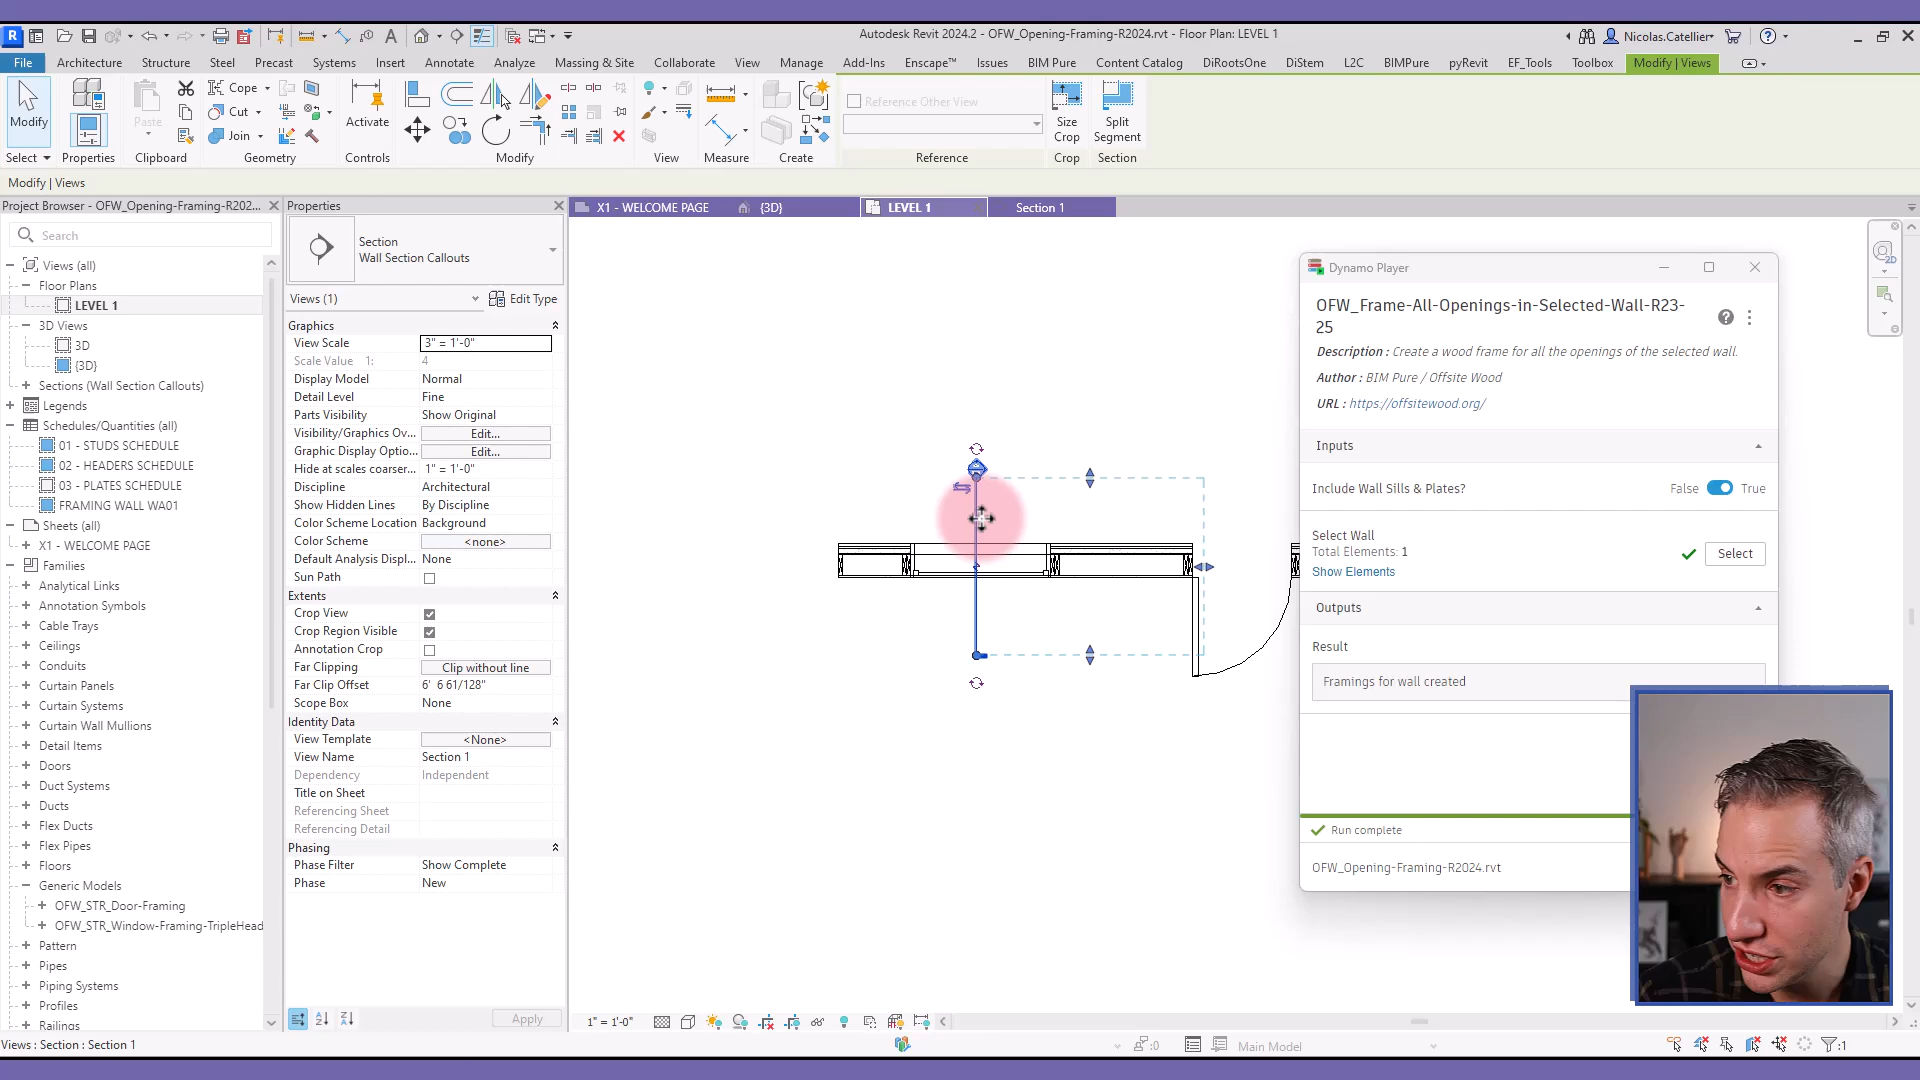 Autodesk Revit 2024.2 - OFW_Opening-Framing-R2024.rvt - Floor Plan: LEVEL 1
Nicolas.Catellier
File Architecture Structure Steel Precast Systems Insert Annotate Analyze Massing & Site Collaborate View Manage Add-Ins Enscape™ Issues BIM Pure Content Catalog DiRootsOne DiStem L2C BIMPure pyRevit EF_Tools Toolbox Modify | Views
Modify
Properties
Paste
Cope
Cut
Join
Activate
Reference Other View
Size Crop
Split Segment
Select Properties Clipboard Geometry Controls Modify View Measure Create Reference Crop Section
Modify | Views
Project Browser - OFW_Opening-Framing-R202...
Search
Views (all)
Floor Plans
LEVEL 1
3D Views
3D
{3D}
Sections (Wall Section Callouts)
Legends
Schedules/Quantities (all)
01 - STUDS SCHEDULE
02 - HEADERS SCHEDULE
03 - PLATES SCHEDULE
FRAMING WALL WA01
Sheets (all)
X1 - WELCOME PAGE
Families
Analytical Links
Annotation Symbols
Cable Trays
Ceilings
Conduits
Curtain Panels
Curtain Systems
Curtain Wall Mullions
Detail Items
Doors
Duct Systems
Ducts
Flex Ducts
Flex Pipes
Floors
Generic Models
OFW_STR_Door-Framing
OFW_STR_Window-Framing-TripleHead
Pattern
Pipes
Piping Systems
Profiles
Railings
Properties
Section
Wall Section Callouts
Views (1)
Edit Type
Graphics
View Scale 3" = 1'-0"
Scale Value 1: 4
Display Model Normal
Detail Level Fine
Parts Visibility Show Original
Visibility/Graphics Ov... Edit...
Graphic Display Optio... Edit...
Hide at scales coarser... 1" = 1'-0"
Discipline Architectural
Show Hidden Lines By Discipline
Color Scheme Location Background
Color Scheme <none>
Default Analysis Displ... None
Sun Path
Extents
Crop View
Crop Region Visible
Annotation Crop
Far Clipping Clip without line
Far Clip Offset 6' 6 61/128"
Scope Box None
Identity Data
View Template <None>
View Name Section 1
Dependency Independent
Title on Sheet
Referencing Sheet
Referencing Detail
Phasing
Phase Filter Show Complete
Phase New
Apply
X1 - WELCOME PAGE {3D} LEVEL 1 Section 1
2D
Dynamo Player
OFW_Frame-All-Openings-in-Selected-Wall-R23-
25
Description : Create a wood frame for all the openings of the selected wall.
Author : BIM Pure / Offsite Wood
URL : https://offsitewood.org/
Inputs
Include Wall Sills & Plates? False True
Select Wall
Total Elements: 1
Select
Show Elements
Outputs
Result
Framings for wall created
Run complete
OFW_Opening-Framing-R2024.rvt
1" = 1'-0"
Views : Section : Section 1
:0
Main Model
:1